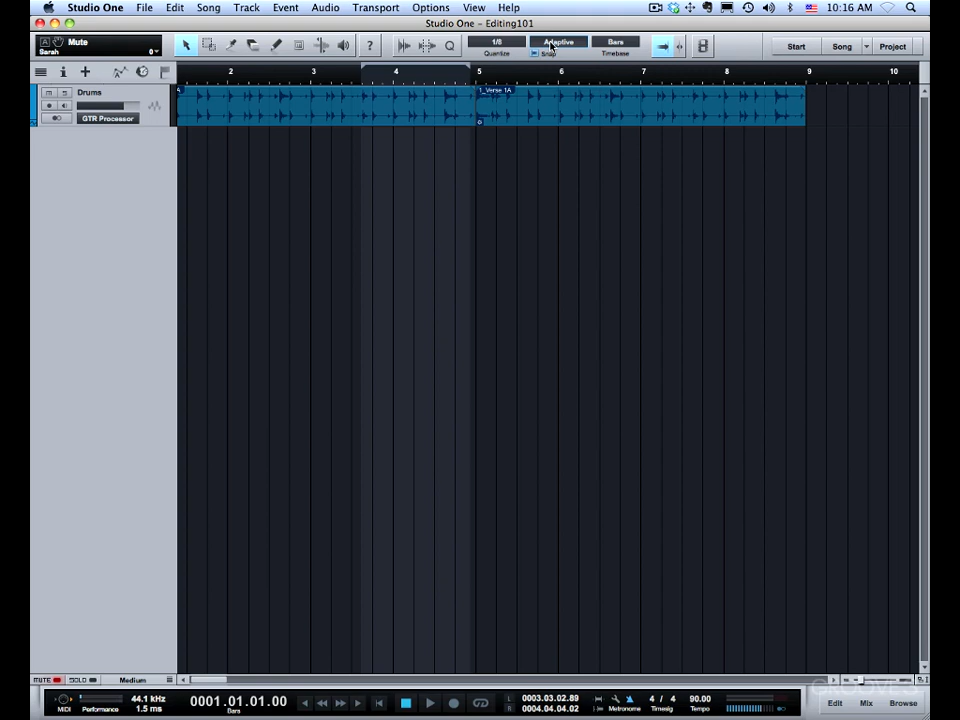 Studio One File Edit Song Track Event Audio Transport Options View Help 10:16 AM
Studio One – Editing101
Mute
Sarah 0
1/8 Adaptive Bars
Quantize Snap Timebase
Start Song Project
2 3 4 5 6 7 8 9 10
M S Drums
GTR Processor
A 1_Verse 1A
MUTE SOLO Medium
MIDI Performance
44.1 kHz
1.5 ms
0001.01.01.00
Bars
L 0003.03.02.89
R 0004.04.04.02
Metronome
4 / 4
Timesig
90.00
Tempo
Edit Mix Browse
GROOVE3